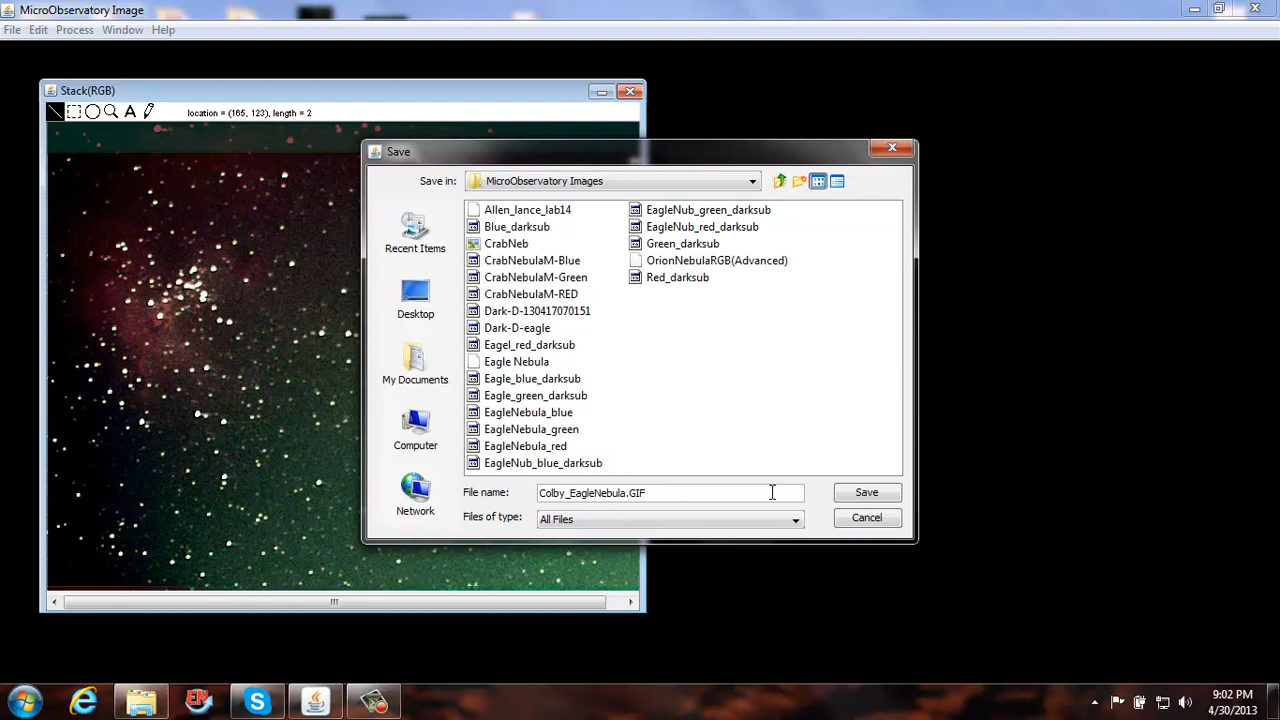 MicroObservatory Image
File Edit Process Window Help
Stack(RGB)
A location = (165, 123), length = 2
Save
Save in: MicroObservatory Images
Recent Items
Desktop
My Documents
Computer
Network
Allen_lance_lab14
Blue_darksub
CrabNeb
CrabNebulaM-Blue
CrabNebulaM-Green
CrabNebulaM-RED
Dark-D-130417070151
Dark-D-eagle
Eagel_red_darksub
Eagle Nebula
Eagle_blue_darksub
Eagle_green_darksub
EagleNebula_blue
EagleNebula_green
EagleNebula_red
EagleNub_blue_darksub
EagleNub_green_darksub
EagleNub_red_darksub
Green_darksub
OrionNebulaRGB(Advanced)
Red_darksub
File name: Colby_EagleNebula.GIF Save
Files of type: All Files Cancel
EN
9:02 PM
4/30/2013